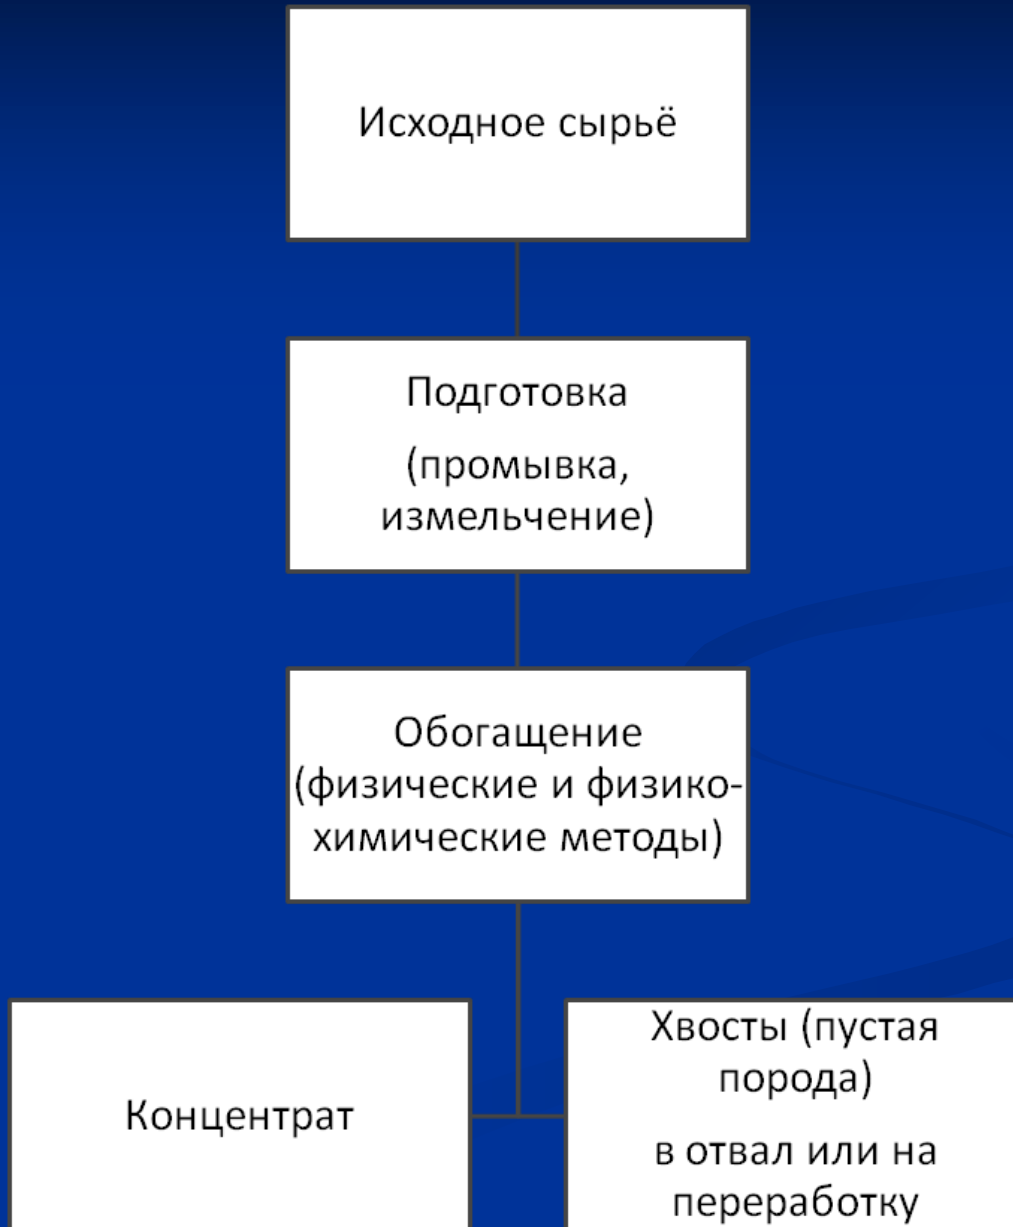 Исходное сырьё
Подготовка
(промывка,
измельчение)
Обогащение
(физические и физико-
химические методы)
Концентрат
Хвосты (пустая
порода)
в отвал или на
переработку